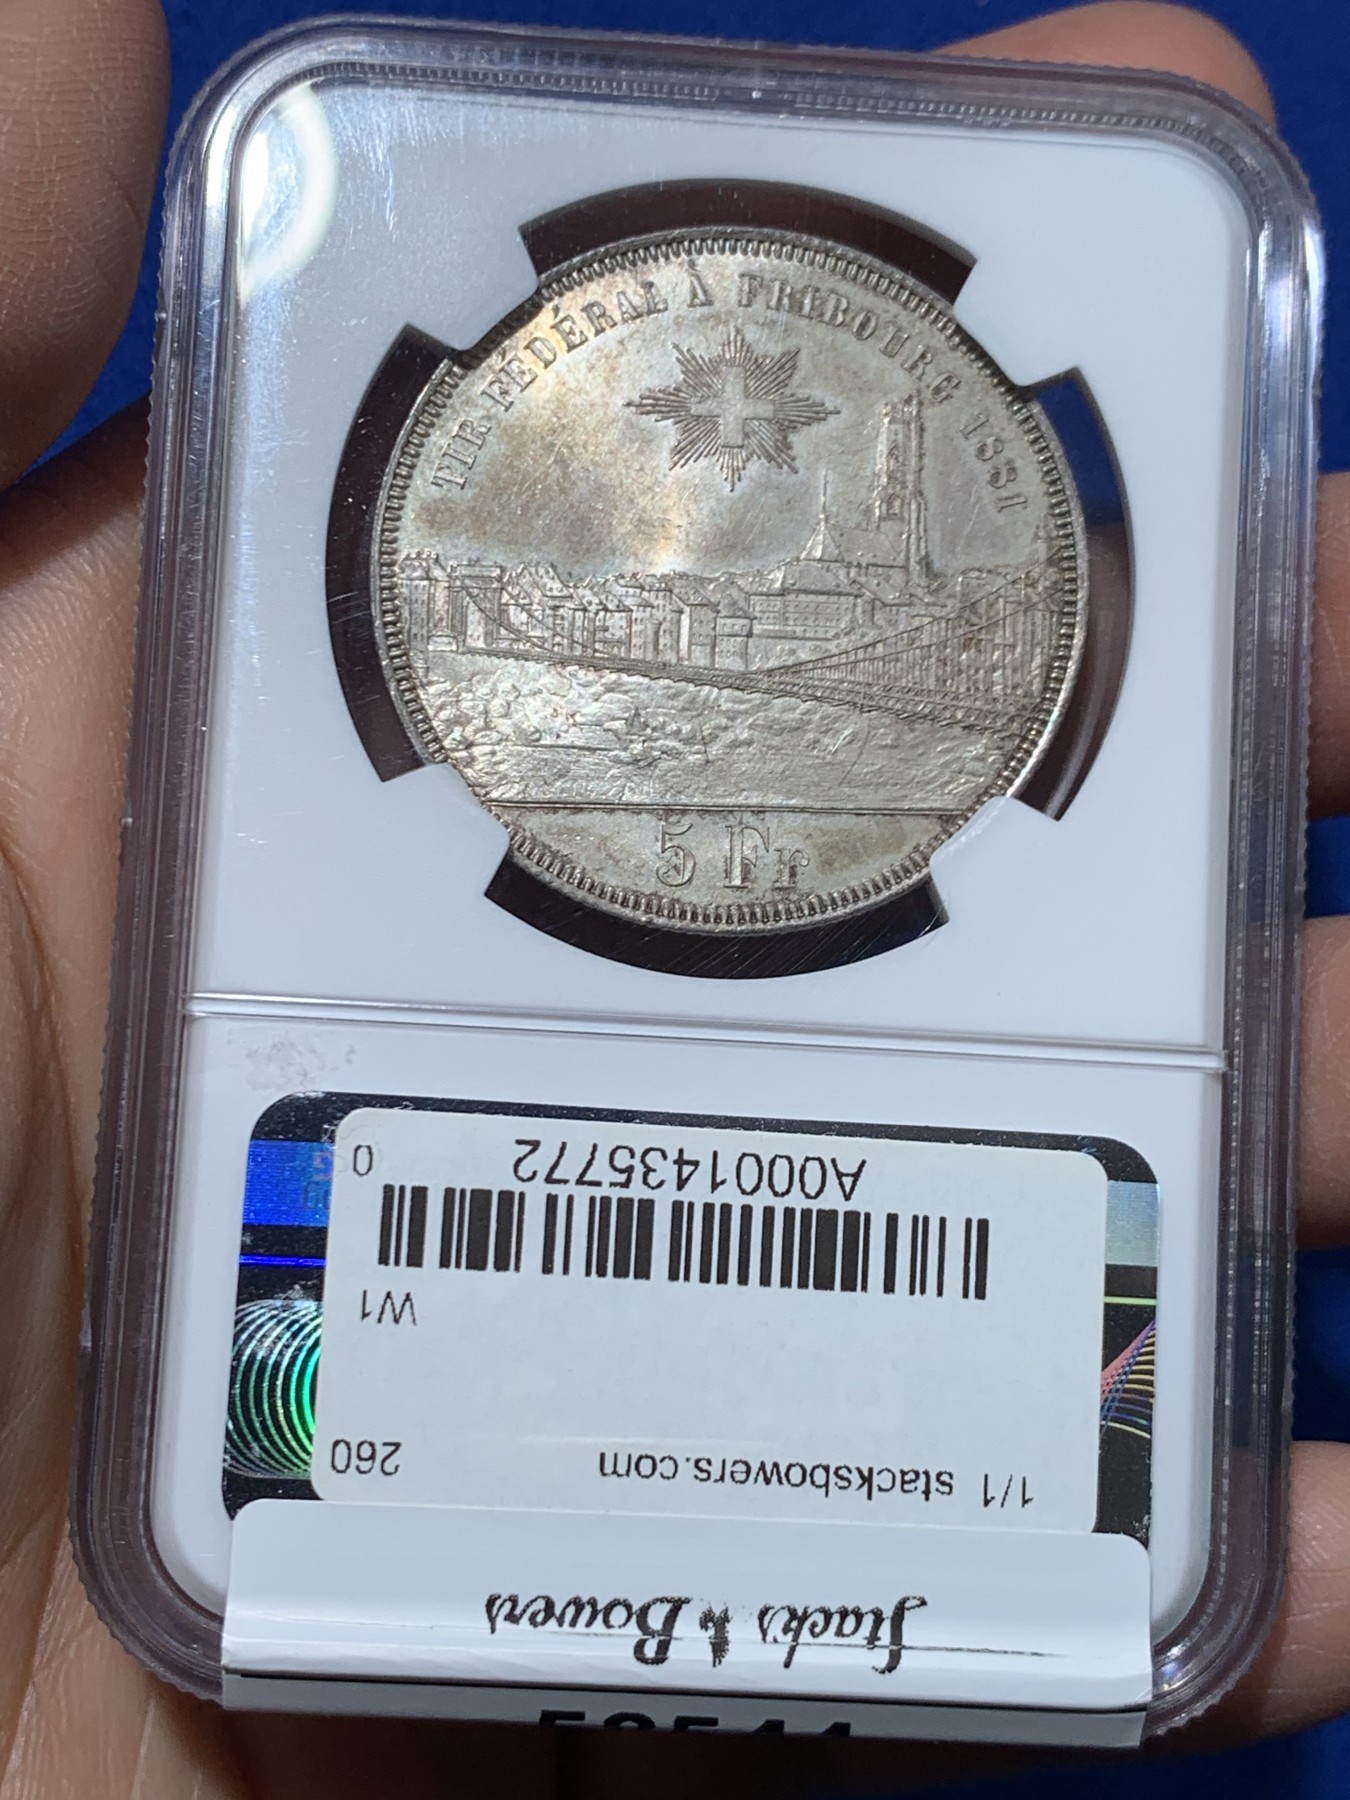 TIR FÉDÉRAL À FRIBOURG 1881
5 Fr
1/1 stacksbowers.com 260
W1
A0001435772 0
Stack's & Bowers